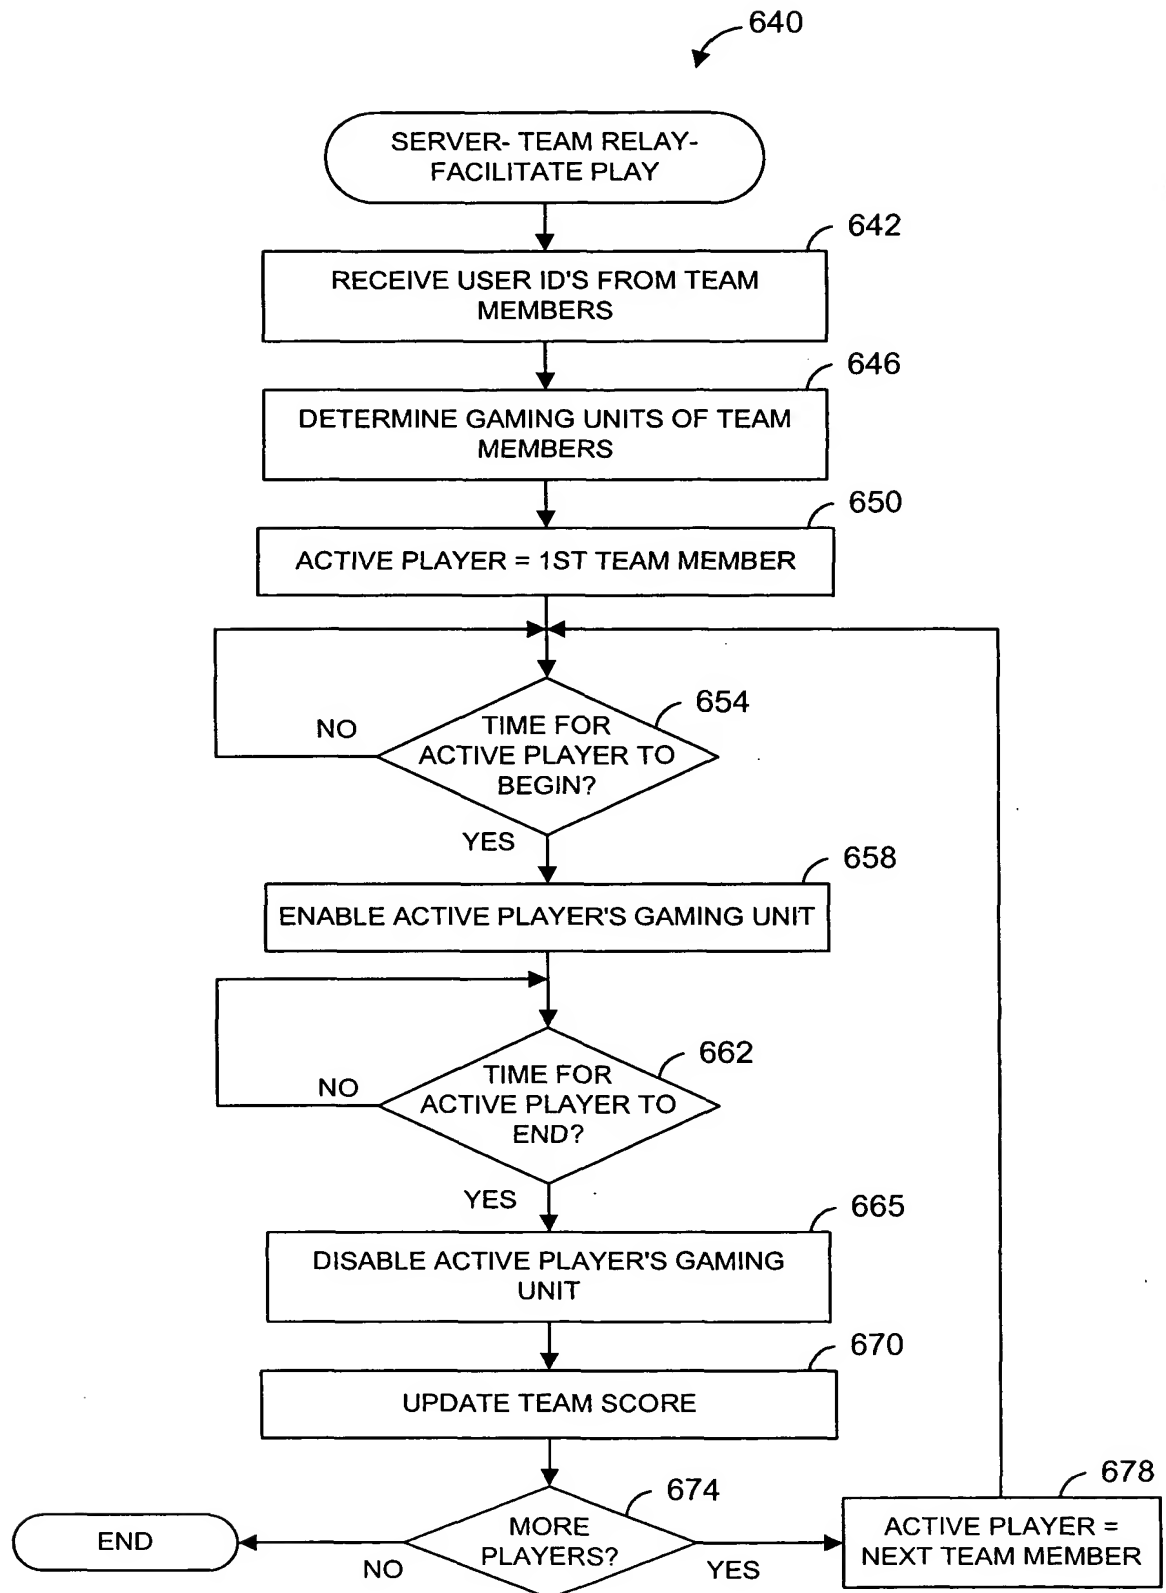 640
SERVER- TEAM RELAY-
FACILITATE PLAY
642
RECEIVE USER ID'S FROM TEAM
MEMBERS
646
DETERMINE GAMING UNITS OF TEAM
MEMBERS
650
ACTIVE PLAYER = 1ST TEAM MEMBER
654
NO
TIME FOR
ACTIVE PLAYER TO
BEGIN?
YES
658
ENABLE ACTIVE PLAYER'S GAMING UNIT
662
NO
TIME FOR
ACTIVE PLAYER TO
END?
YES
665
DISABLE ACTIVE PLAYER'S GAMING
UNIT
670
UPDATE TEAM SCORE
674
MORE
PLAYERS?
NO
END
YES
678
ACTIVE PLAYER =
NEXT TEAM MEMBER